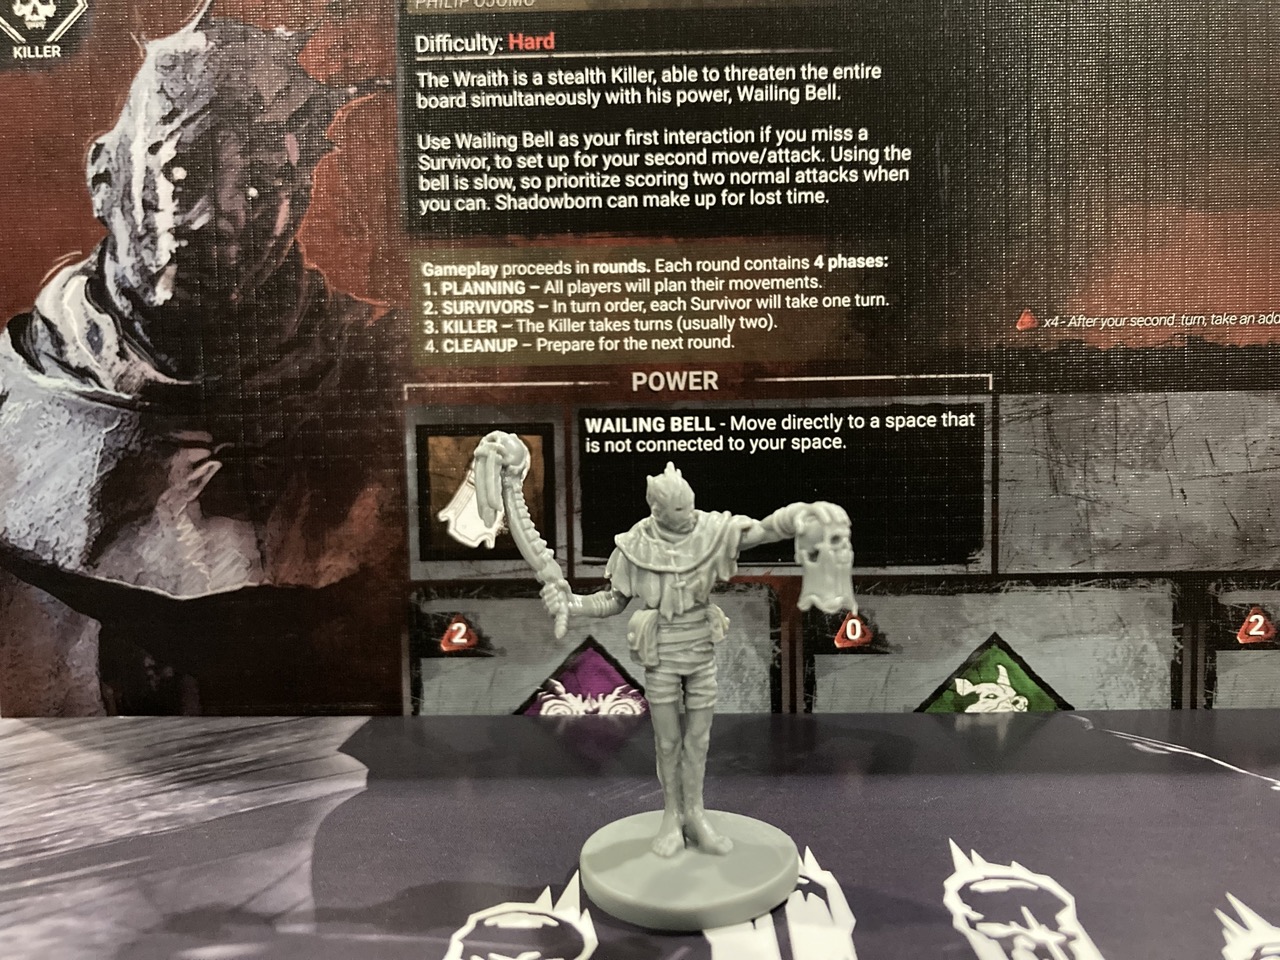 KILLER
PHILIP OJOMO
Difficulty: Hard
The Wraith is a stealth Killer, able to threaten the entire
board simultaneously with his power, Wailing Bell.
Use Wailing Bell as your first interaction if you miss a
Survivor, to set up for your second move/attack. Using the
bell is slow, so prioritize scoring two normal attacks when
you can. Shadowborn can make up for lost time.
Gameplay proceeds in rounds. Each round contains 4 phases:
1. PLANNING – All players will plan their movements.
2. SURVIVORS – In turn order, each Survivor will take one turn.
3. KILLER – The Killer takes turns (usually two).
4. CLEANUP – Prepare for the next round.
x4 - After your second turn, take an
POWER
WAILING BELL - Move directly to a space that
is not connected to your space.
2
0
2